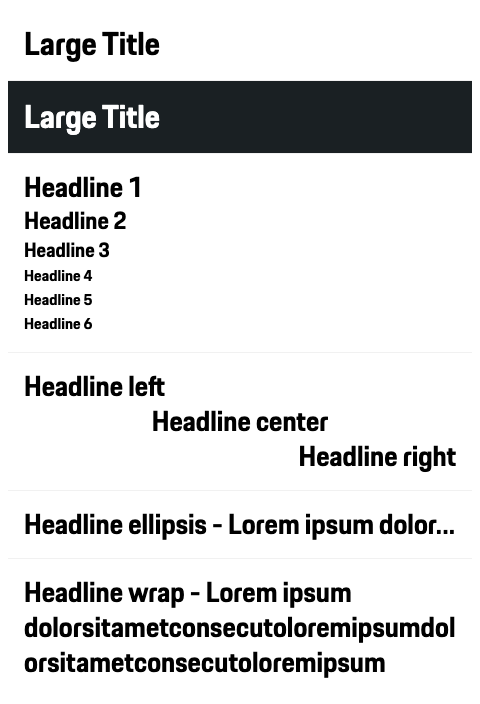 Large Title
Large Title
Headline 1
Headline 2
Headline 3
Headline 4
Headline 5
Headline 6
Headline left
Headline center
Headline right
Headline ellipsis - Lorem ipsum dolor...
Headline wrap - Lorem ipsum
dolorsitametconsecutoloremipsumdol
orsitametconsecutoloremipsum